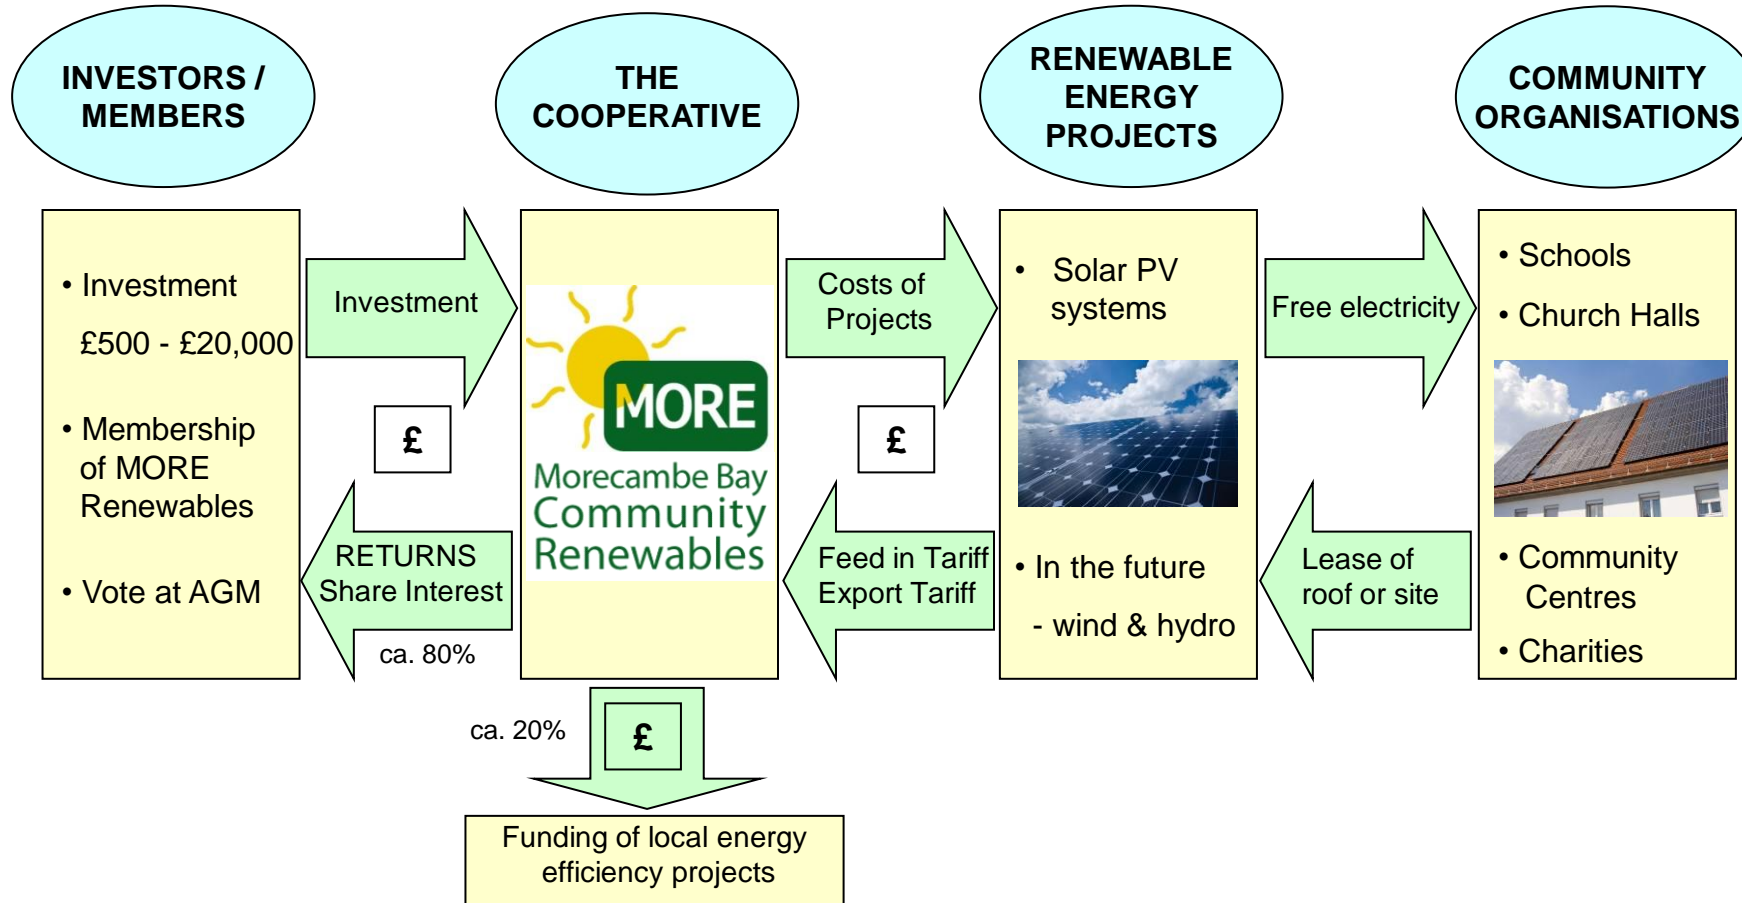 INVESTORS /
MEMBERS
THE
COOPERATIVE
RENEWABLE
ENERGY
PROJECTS
COMMUNITY
ORGANISATIONS
• Investment
£500 - £20,000
• Membership
of MORE
Renewables
• Vote at AGM
Investment
£
RETURNS
Share Interest
ca. 80%
MORE
Morecambe Bay
Community
Renewables
Costs of
Projects
£
Feed in Tariff
Export Tariff
• Solar PV
systems
• In the future
- wind & hydro
Free electricity
Lease of
roof or site
• Schools
• Church Halls
• Community
Centres
• Charities
ca. 20%
£
Funding of local energy
efficiency projects